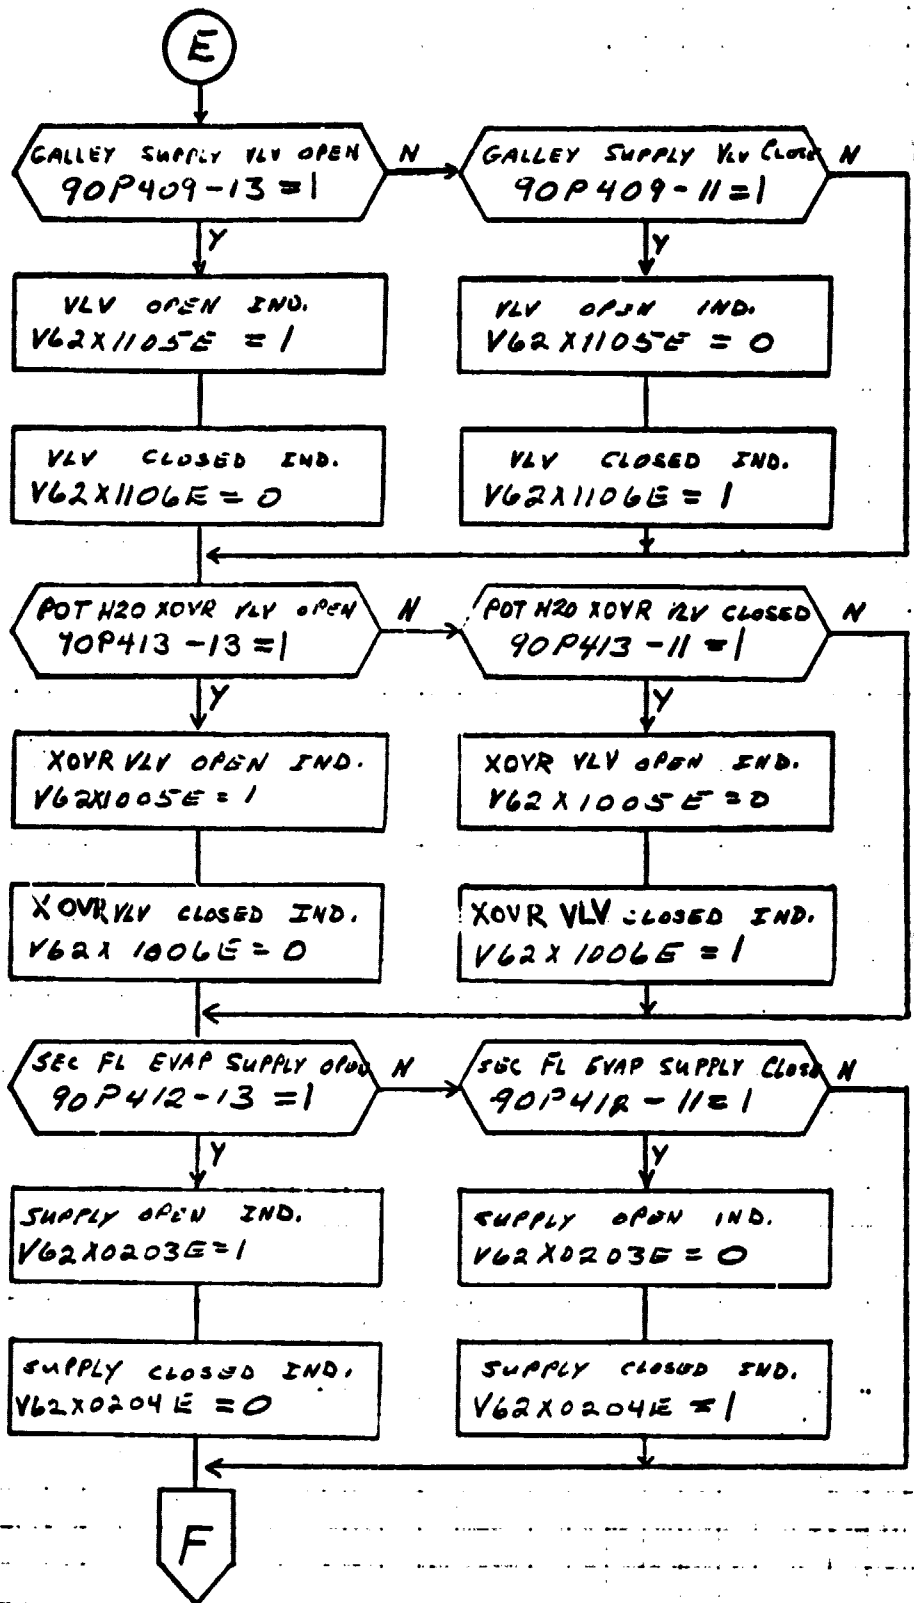 E
GALLEY SUPPLY VLV OPEN
90P409-13=1
N
GALLEY SUPPLY VLV CLOSE
90P409-11=1
N
Y
Y
VLV OPEN IND.
V62X1105E = 1
VLV OPEN IND.
V62X1105E = 0
VLV CLOSED IND.
V62X1106E = 0
VLV CLOSED IND.
V62X1106E = 1
POT H2O XOVR VLV OPEN
90P413-13=1
N
POT H2O XOVR VLV CLOSED
90P413-11=1
N
Y
Y
XOVR VLV OPEN IND.
V62X1005E=1
XOVR VLV OPEN IND.
V62X1005E=0
XOVR VLV CLOSED IND.
V62X1006E=0
XOVR VLV CLOSED IND.
V62X1006E=1
SEC FL EVAP SUPPLY OPEN
90P412-13=1
N
SEC FL EVAP SUPPLY CLOSE
90P412-11=1
N
Y
Y
SUPPLY OPEN IND.
V62X0203E=1
SUPPLY OPEN IND.
V62X0203E=0
SUPPLY CLOSED IND.
V62X0204E=0
SUPPLY CLOSED IND.
V62X0204E=1
F